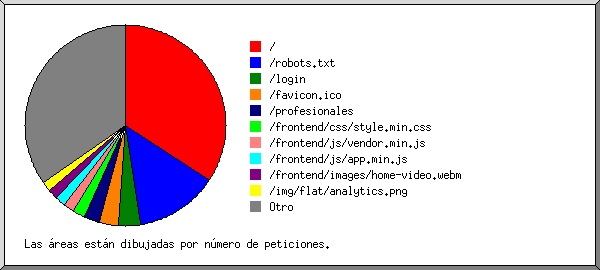 /
/robots.txt
/login
/favicon.ico
/profesionales
/frontend/css/style.min.css
/frontend/js/vendor.min.js
/frontend/js/app.min.js
/frontend/images/home-video.webm
/img/flat/analytics.png
Otro
Las áreas están dibujadas por número de peticiones.